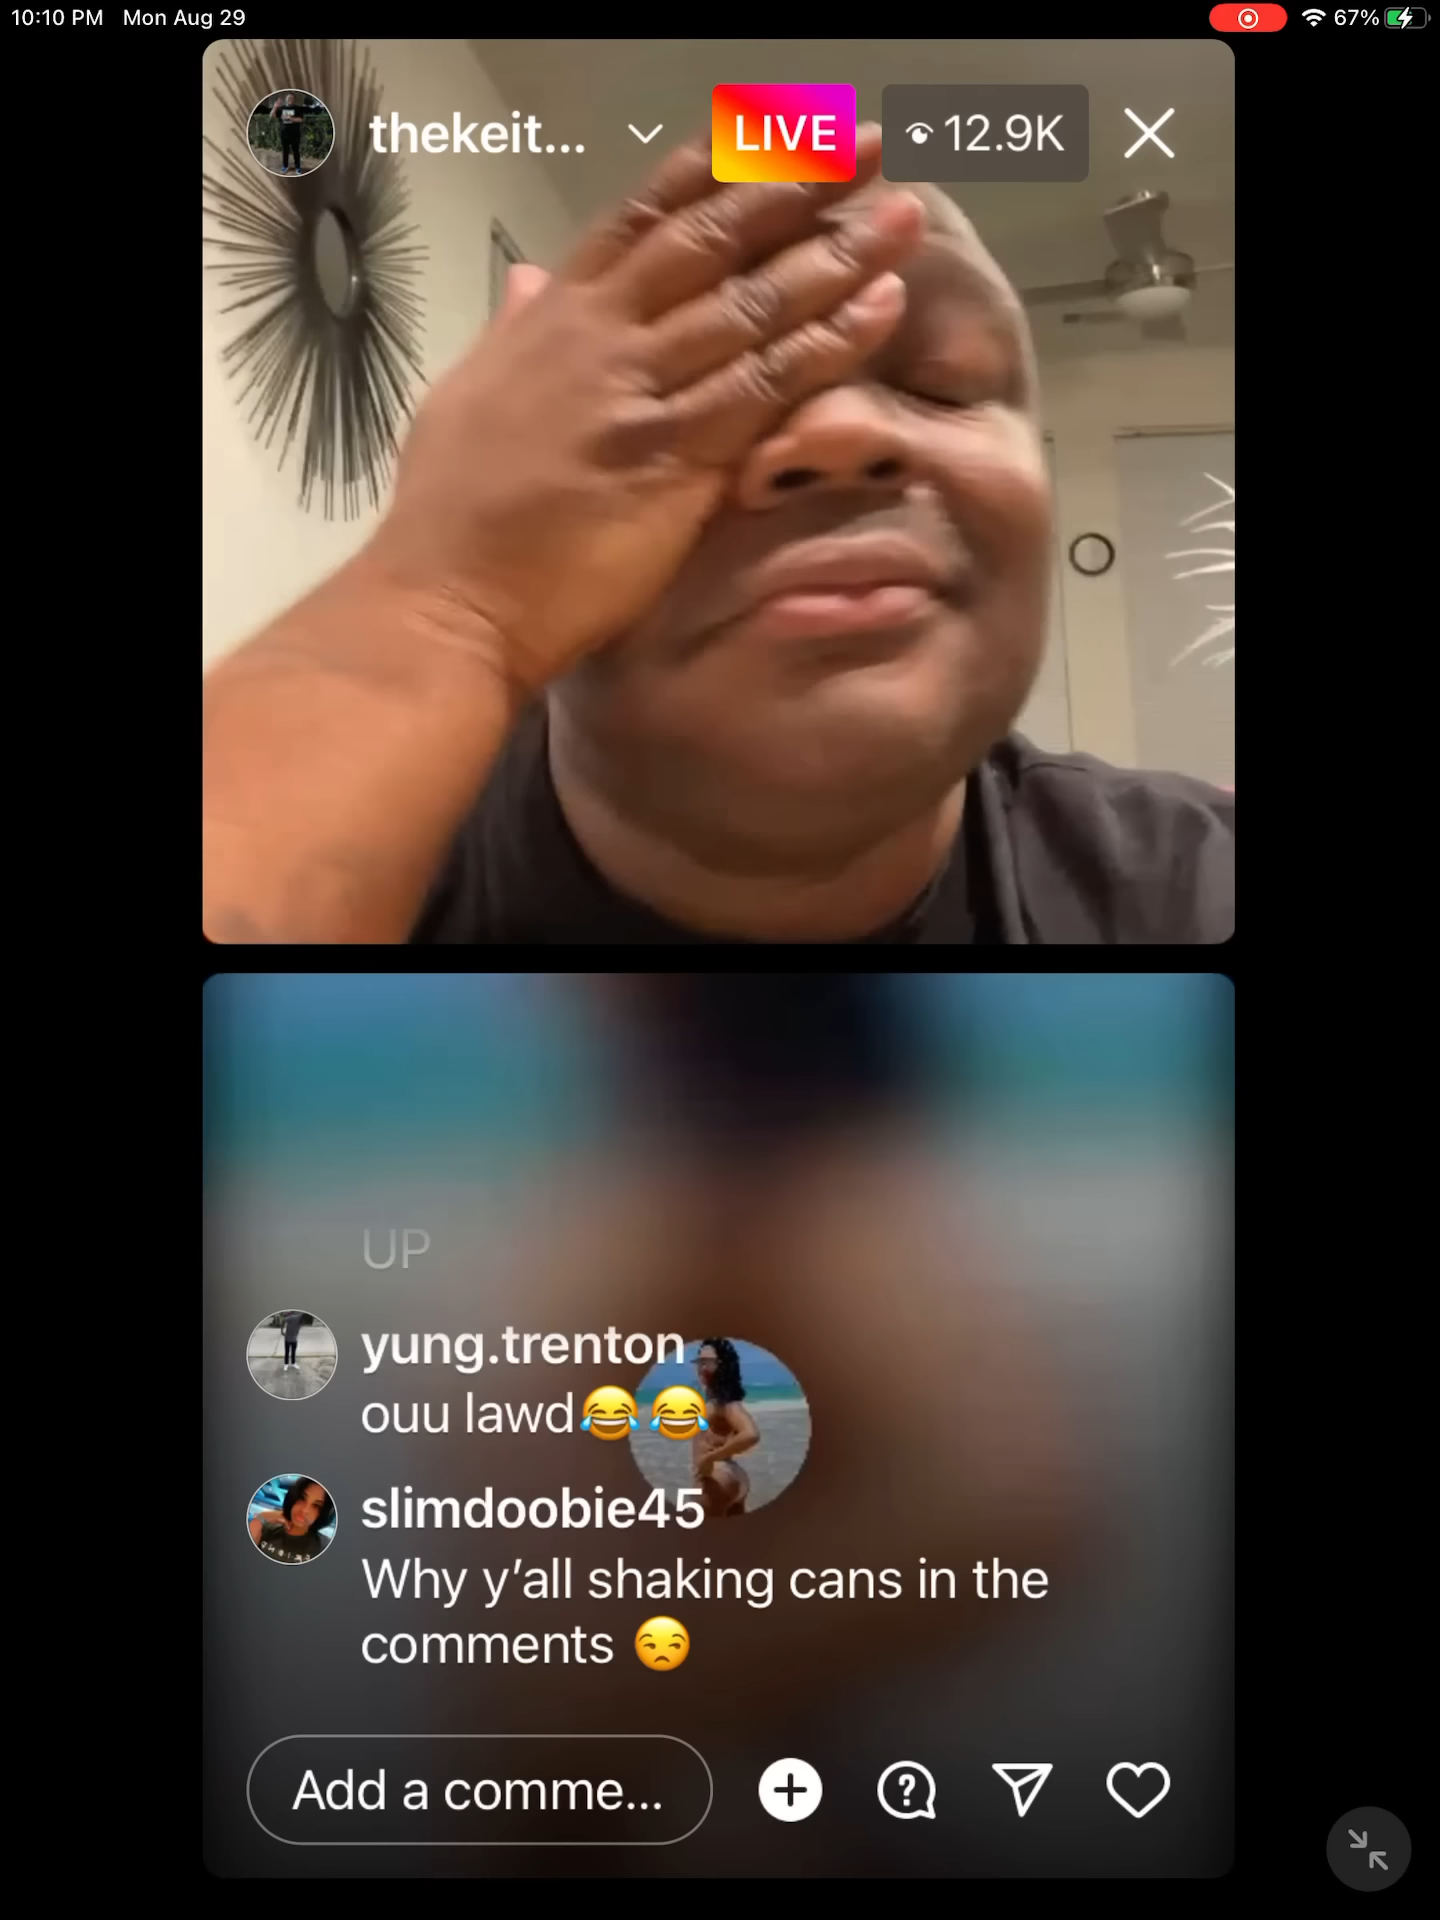 10:10 PM Mon Aug 29
67%
thekeit...
LIVE
12.9K
UP
yung.trenton
ouu lawd😂😂
slimdoobie45
Why y’all shaking cans in the
comments 😒
Add a comme...